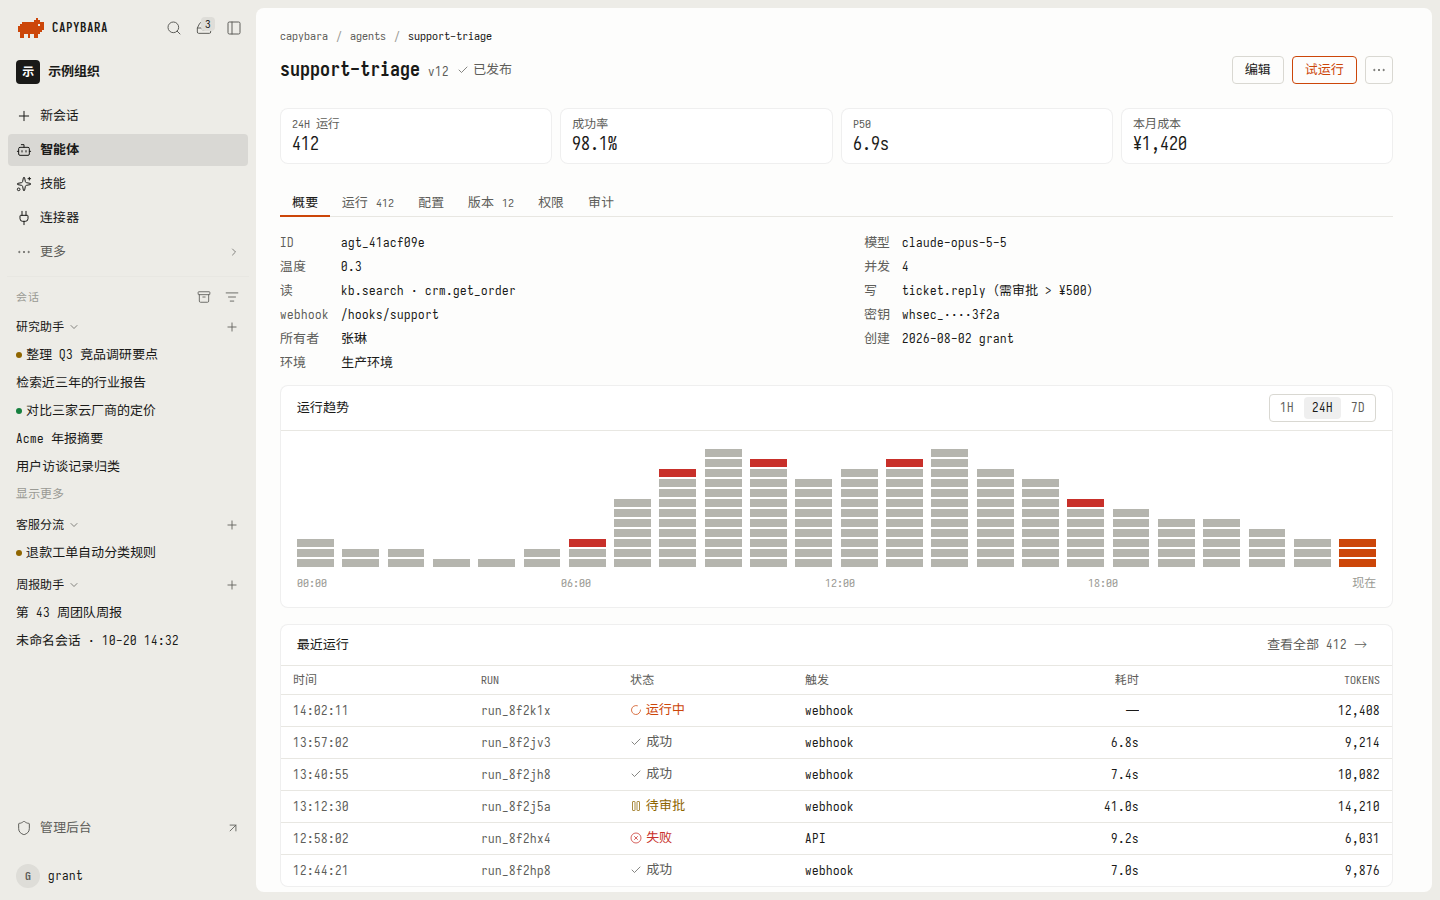 CAPYBARA
3
示 示例组织
新会话
智能体
技能
连接器
更多
会话
研究助手
整理 Q3 竞品调研要点
检索近三年的行业报告
对比三家云厂商的定价
Acme 年报摘要
用户访谈记录归类
显示更多
客服分流
退款工单自动分类规则
周报助手
第 43 周团队周报
未命名会话 · 10-20 14:32
管理后台
G grant
capybara / agents / support-triage
support-triage v12 已发布
编辑 试运行
24H 运行
412
成功率
98.1%
P50
6.9s
本月成本
¥1,420
概要 运行 412 配置 版本 12 权限 审计
ID agt_41acf09e
模型 claude-opus-5-5
温度 0.3
并发 4
读 kb.search · crm.get_order
写 ticket.reply (需审批 > ¥500)
webhook /hooks/support
密钥 whsec_····3f2a
所有者 张琳
创建 2026-08-02 grant
环境 生产环境
运行趋势
1H 24H 7D
00:00 06:00 12:00 18:00 现在
最近运行
查看全部 412 →
时间 RUN 状态 触发 耗时 TOKENS
14:02:11 run_8f2k1x 运行中 webhook — 12,408
13:57:02 run_8f2jv3 成功 webhook 6.8s 9,214
13:40:55 run_8f2jh8 成功 webhook 7.4s 10,082
13:12:30 run_8f2j5a 待审批 webhook 41.0s 14,210
12:58:02 run_8f2hx4 失败 API 9.2s 6,031
12:44:21 run_8f2hp8 成功 webhook 7.0s 9,876